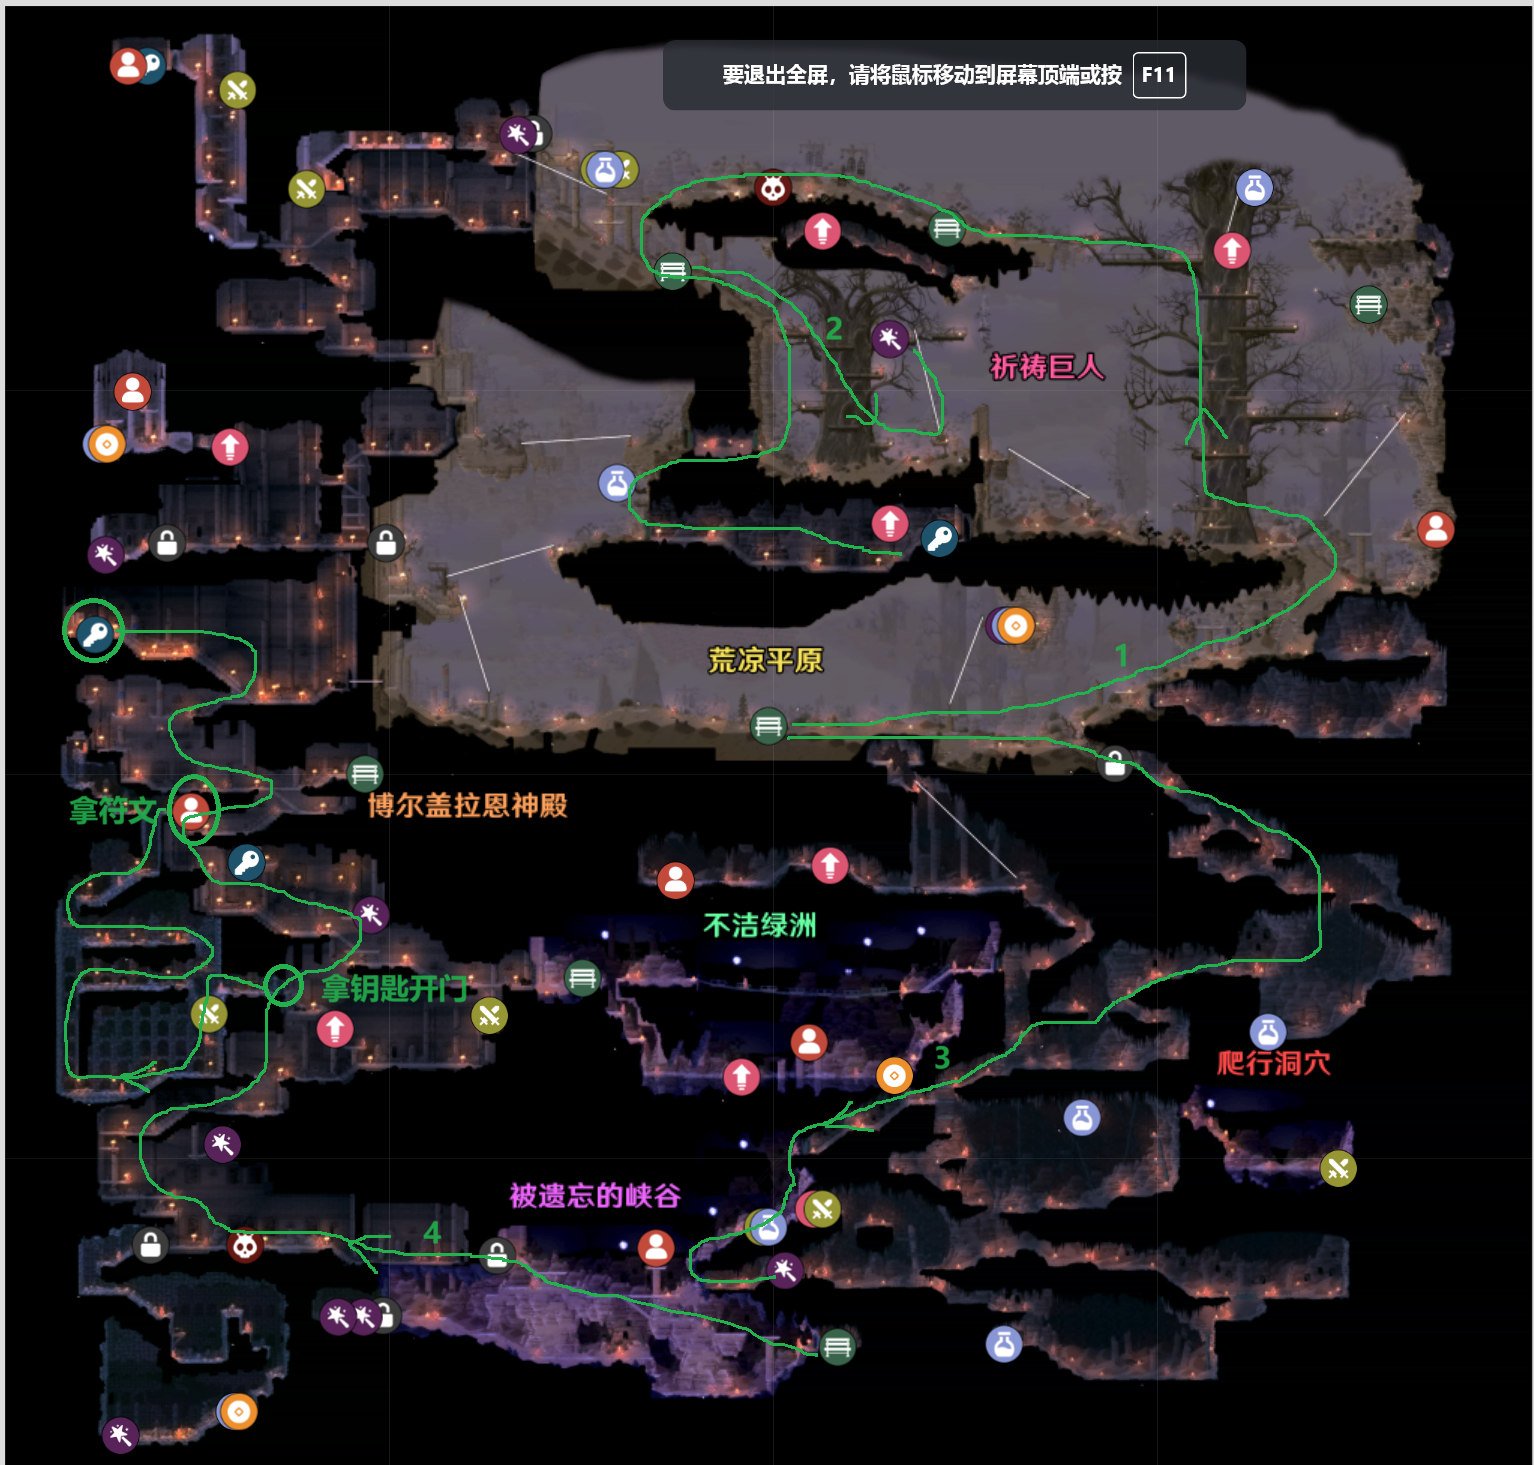 要退出全屏，请将鼠标移动到屏幕顶端或按 F11
2
祈祷巨人
荒凉平原
1
拿符文
博尔盖拉恩神殿
不洁绿洲
拿钥匙开门
3
爬行洞穴
被遗忘的峡谷
4